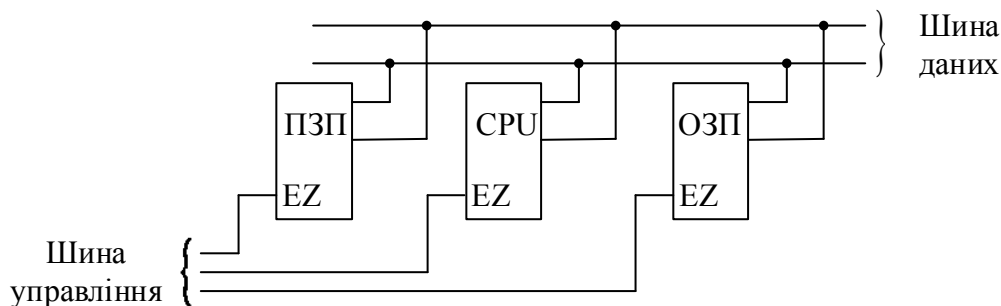 Шина
даних
ПЗП
CPU
ОЗП
EZ
EZ
EZ
Шина
управління